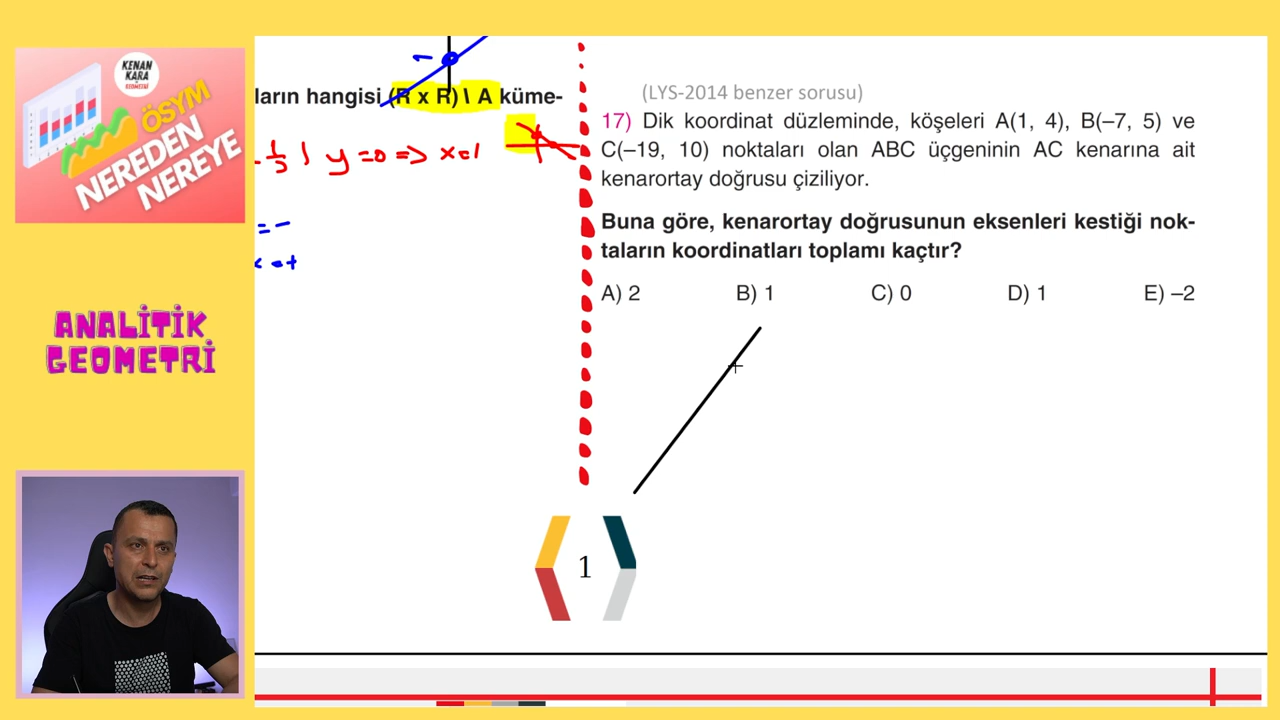 KENAN
KARA
GEOMETRİ
ÖSYM
NEREDEN
NEREYE
ANALİTİK
GEOMETRİ
ların hangisi (R x R) \ A küme-
y = 0 => x=1
(LYS-2014 benzer sorusu)
17) Dik koordinat düzleminde, köşeleri A(1, 4), B(–7, 5) ve
C(–19, 10) noktaları olan ABC üçgeninin AC kenarına ait
kenarortay doğrusu çiziliyor.
Buna göre, kenarortay doğrusunun eksenleri kestiği nok-
taların koordinatları toplamı kaçtır?
A) 2 B) 1 C) 0 D) 1 E) –2
1